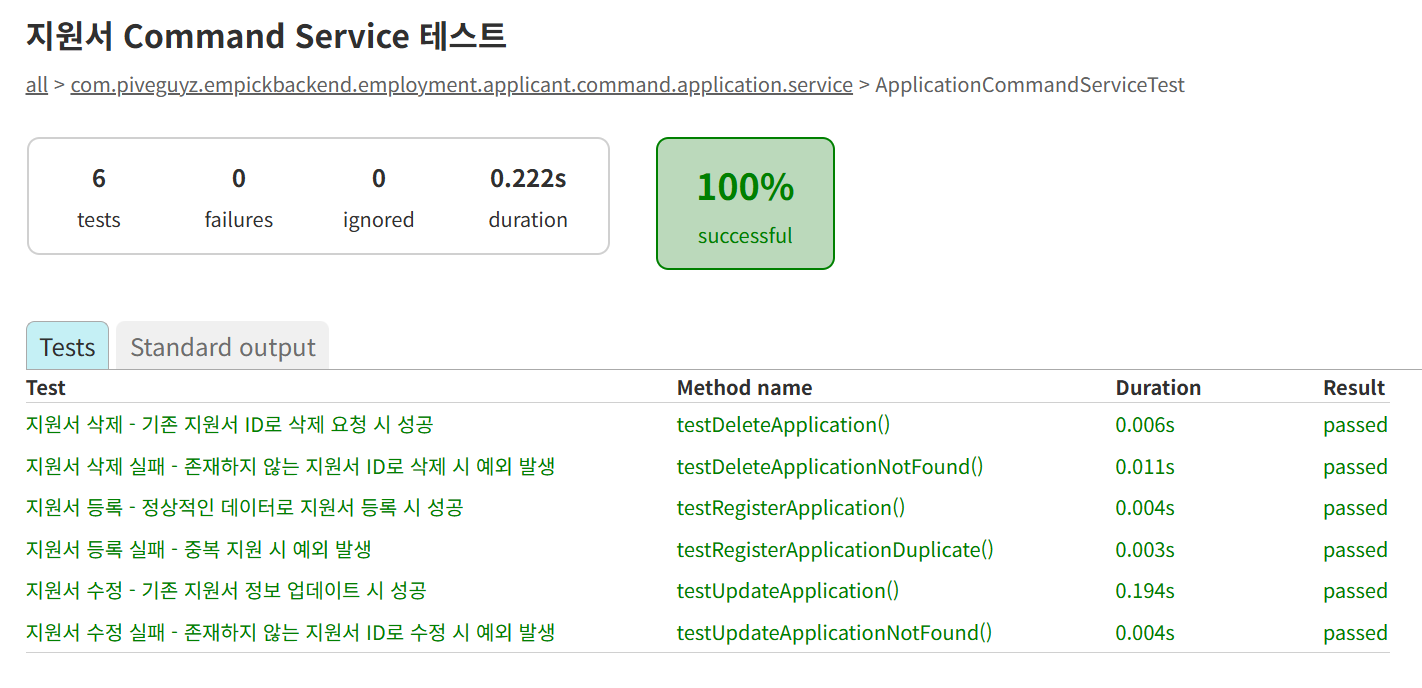 지원서 Command Service 테스트
all > com.piveguyz.empickbackend.employment.applicant.command.application.service > ApplicationCommandServiceTest
6 0 0 0.222s
tests failures ignored duration
100%
successful
Tests Standard output
Test Method name Duration Result
지원서 삭제 - 기존 지원서 ID로 삭제 요청 시 성공 testDeleteApplication() 0.006s passed
지원서 삭제 실패 - 존재하지 않는 지원서 ID로 삭제 시 예외 발생 testDeleteApplicationNotFound() 0.011s passed
지원서 등록 - 정상적인 데이터로 지원서 등록 시 성공 testRegisterApplication() 0.004s passed
지원서 등록 실패 - 중복 지원 시 예외 발생 testRegisterApplicationDuplicate() 0.003s passed
지원서 수정 - 기존 지원서 정보 업데이트 시 성공 testUpdateApplication() 0.194s passed
지원서 수정 실패 - 존재하지 않는 지원서 ID로 수정 시 예외 발생 testUpdateApplicationNotFound() 0.004s passed